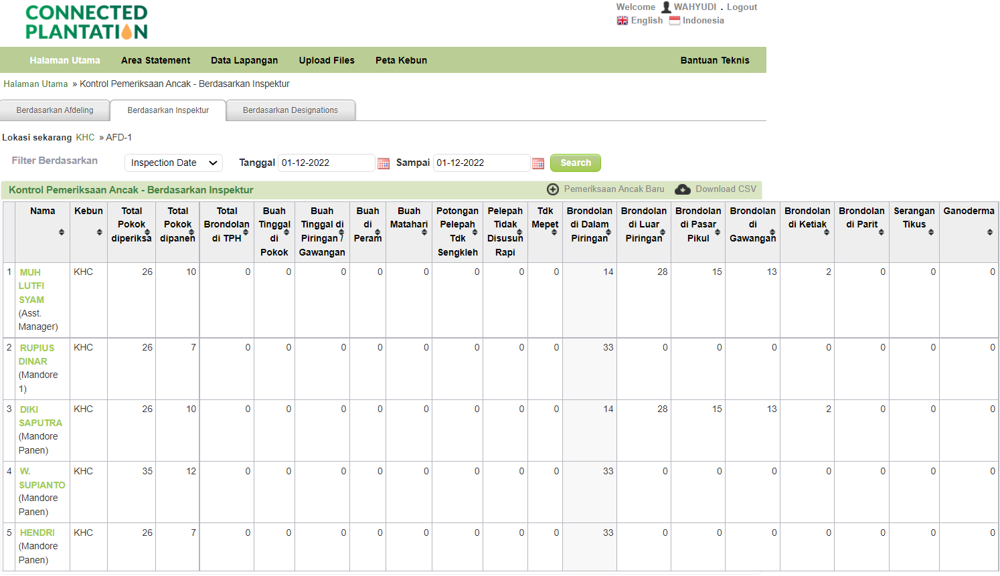 CONNECTED
PLANTATION
Welcome WAHYUDI . Logout
English Indonesia
Halaman Utama Area Statement Data Lapangan Upload Files Peta Kebun Bantuan Teknis
Halaman Utama » Kontrol Pemeriksaan Ancak - Berdasarkan Inspektur
Berdasarkan Afdeling Berdasarkan Inspektur Berdasarkan Designations
Lokasi sekarang KHC » AFD-1
Filter Berdasarkan Inspection Date Tanggal 01-12-2022 Sampai 01-12-2022 Search
Kontrol Pemeriksaan Ancak - Berdasarkan Inspektur Pemeriksaan Ancak Baru Download CSV
Nama Kebun Total Total Total Buah Buah Buah Buah Potongan Pelepah Tdk Brondolan Brondolan Brondolan Brondolan Brondolan Brondolan Serangan Ganoderma
Pokok Pokok Brondolan Tinggal Tinggal di di Matahari Pelepah Tidak Mepet di Dalam di Luar di Pasar di di Ketiak di Parit Tikus
diperiksa dipanen di TPH di Piringan / Peram Tdk Disusun Piringan Piringan Pikul Gawangan
Pokok Gawangan Sengkleh Rapi
1 MUH KHC 26 10 0 0 0 0 0 0 0 0 14 28 15 13 2 0 0 0
LUTFI
SYAM
(Asst.
Manager)
2 RUPIUS KHC 26 7 0 0 0 0 0 0 0 0 33 0 0 0 0 0 0 0
DINAR
(Mandore
1)
3 DIKI KHC 26 10 0 0 0 0 0 0 0 0 14 28 15 13 2 0 0 0
SAPUTRA
(Mandore
Panen)
4 W. KHC 35 12 0 0 0 0 0 0 0 0 33 0 0 0 0 0 0 0
SUPIANTO
(Mandore
Panen)
5 HENDRI KHC 26 7 0 0 0 0 0 0 0 0 33 0 0 0 0 0 0 0
(Mandore
Panen)